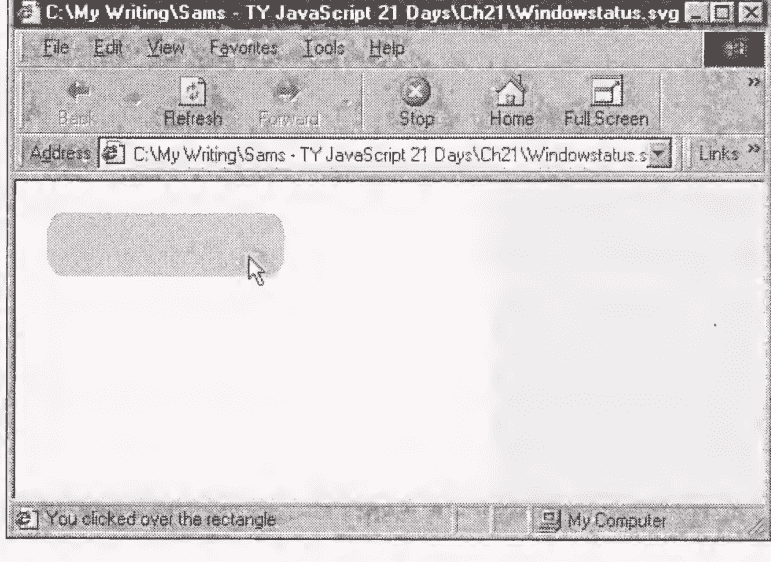 C:\My Writing\Sams - TY JavaScript 21 Days\Ch21\Windowstatus.svg
File Edit View Favorites Tools Help
Back Refresh Forward Stop Home Full Screen »
Address C:\My Writing\Sams - TY JavaScript 21 Days\Ch21\Windowstatus.s Links »
You clicked over the rectangle My Computer